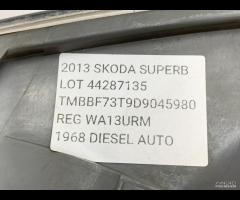 2013 SKODA SUPERB
LOT 44287135
TMBBF73T9D9045980
REG WA13URM
1968 DIESEL AUTO